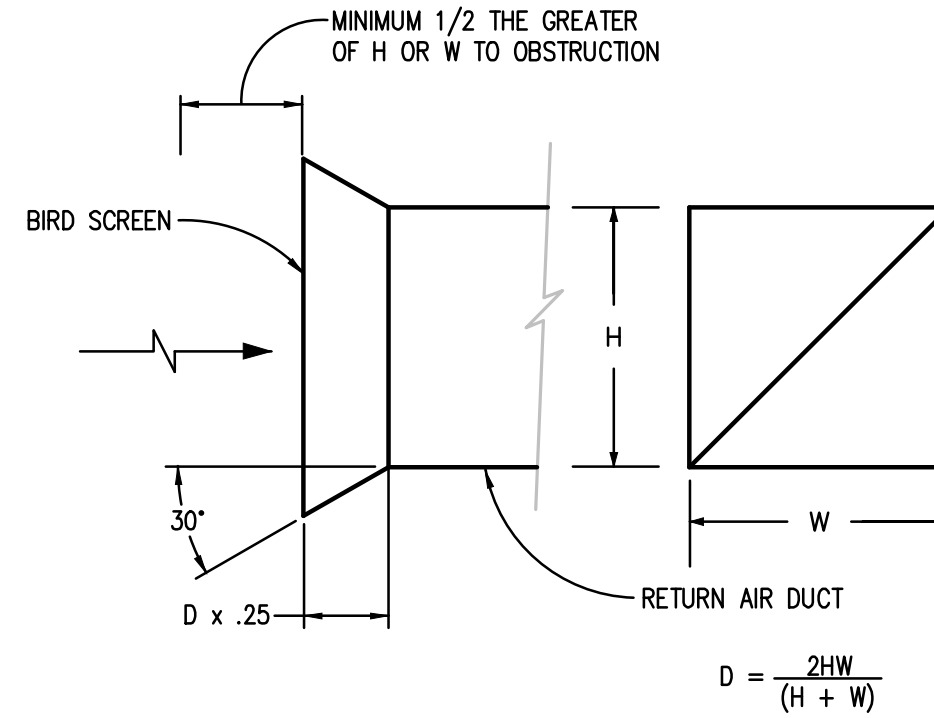 MINIMUM 1/2 THE GREATER
OF H OR W TO OBSTRUCTION
BIRD SCREEN
H
30°
W
D x .25
RETURN AIR DUCT
D = 2HW
(H + W)